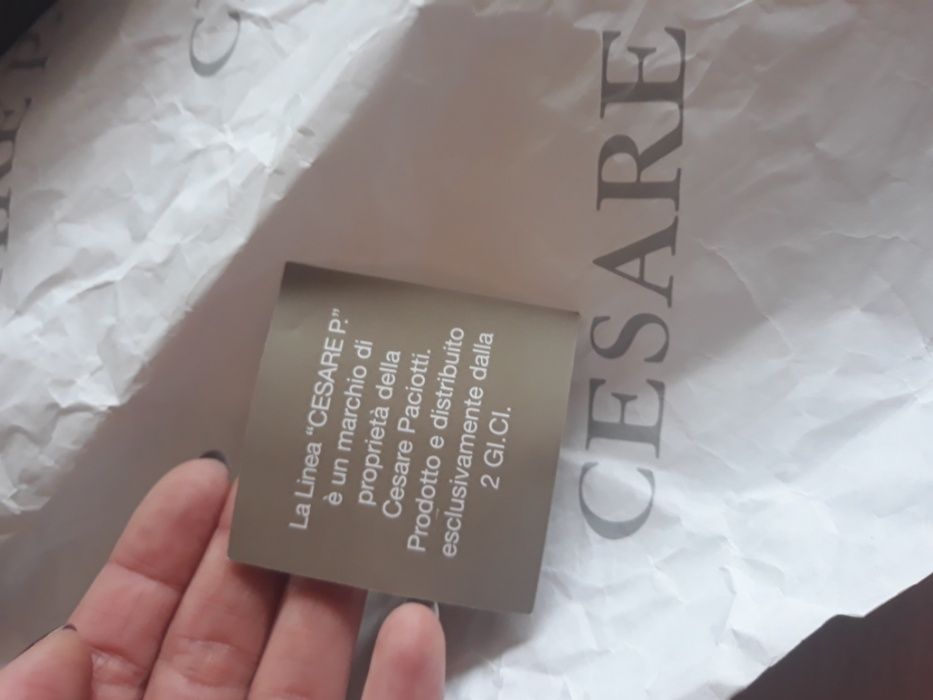 La Linea "CESARE P."
è un marchio di
proprietà della
Cesare Paciotti.
Prodotto e distribuito
esclusivamente dalla
2 GI.CI.
CESARE